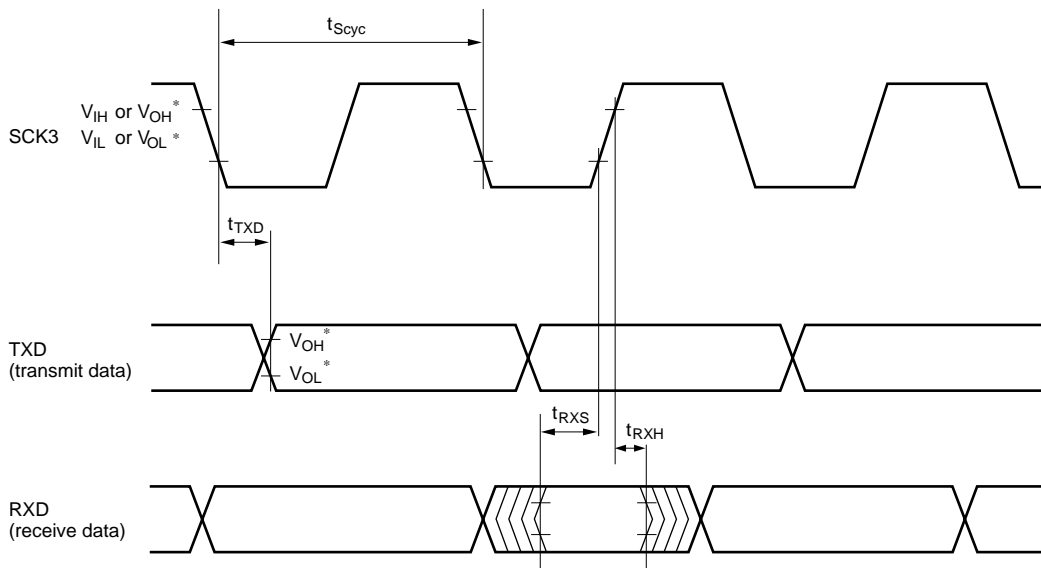 tScyc
VIH or VOH*
SCK3 VIL or VOL*
tTXD
TXD
(transmit data)
VOH*
VOL*
tRXS
tRXH
RXD
(receive data)